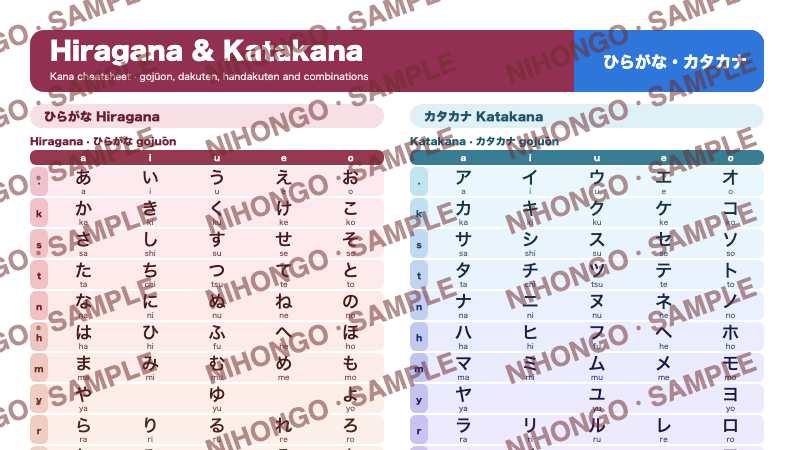 Hiragana & Katakana
Kana cheatsheet · gojūon, dakuten, handakuten and combinations
ひらがな・カタカナ
ひらがな Hiragana
Hiragana · ひらがな gojūon
a i u e o
あ い う え お
a i u e o
k か き く け こ
ka ki ku ke ko
s さ し す せ そ
sa shi su se so
t た ち つ て と
ta chi tsu te to
n な に ぬ ね の
na ni nu ne no
h は ひ ふ へ ほ
ha hi fu he ho
m ま み む め も
ma mi mu me mo
y や ゆ よ
ya yu yo
r ら り る れ ろ
ra ri ru re ro
カタカナ Katakana
Katakana · カタカナ gojūon
a i u e o
· ア イ ウ エ オ
a i u e o
k カ キ ク ケ コ
ka ki ku ke ko
s サ シ ス セ ソ
sa shi su se so
t タ チ ツ テ ト
ta chi tsu te to
n ナ ニ ヌ ネ ノ
na ni nu ne no
h ハ ヒ フ ヘ ホ
ha hi fu he ho
m マ ミ ム メ モ
ma mi mu me mo
y ヤ ユ ヨ
ya yu yo
r ラ リ ル レ ロ
ra ri ru re ro
NIHONGO · SAMPLE